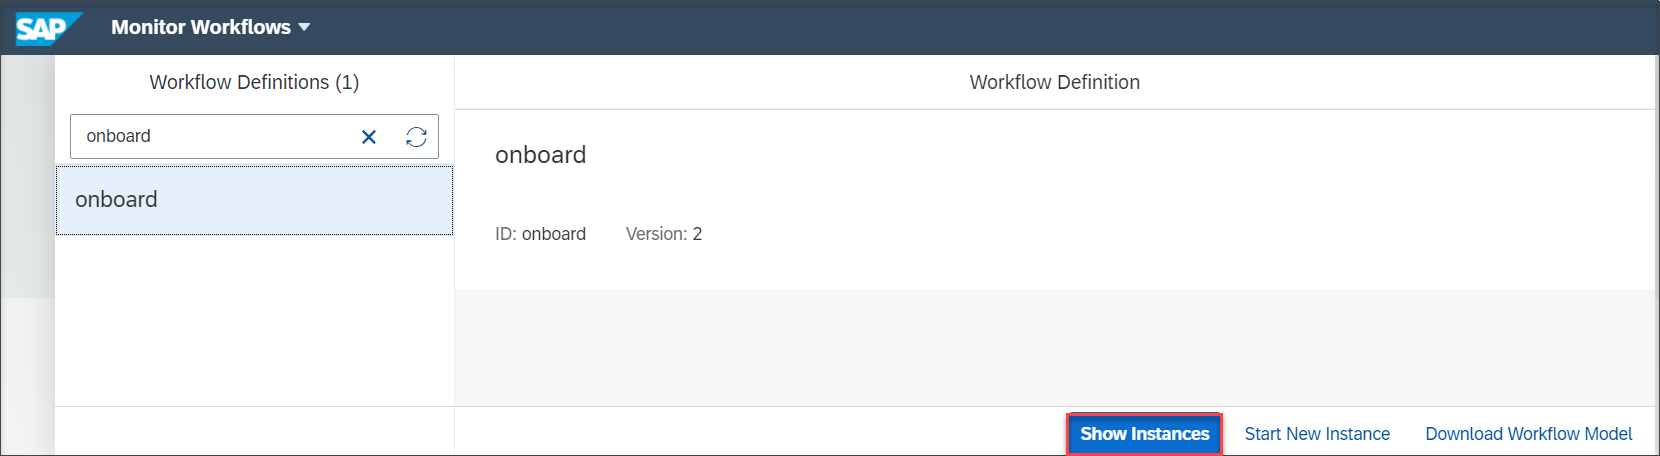 SAP Monitor Workflows
Workflow Definitions (1)
onboard
onboard
Workflow Definition
onboard
ID: onboard Version: 2
Show Instances Start New Instance Download Workflow Model